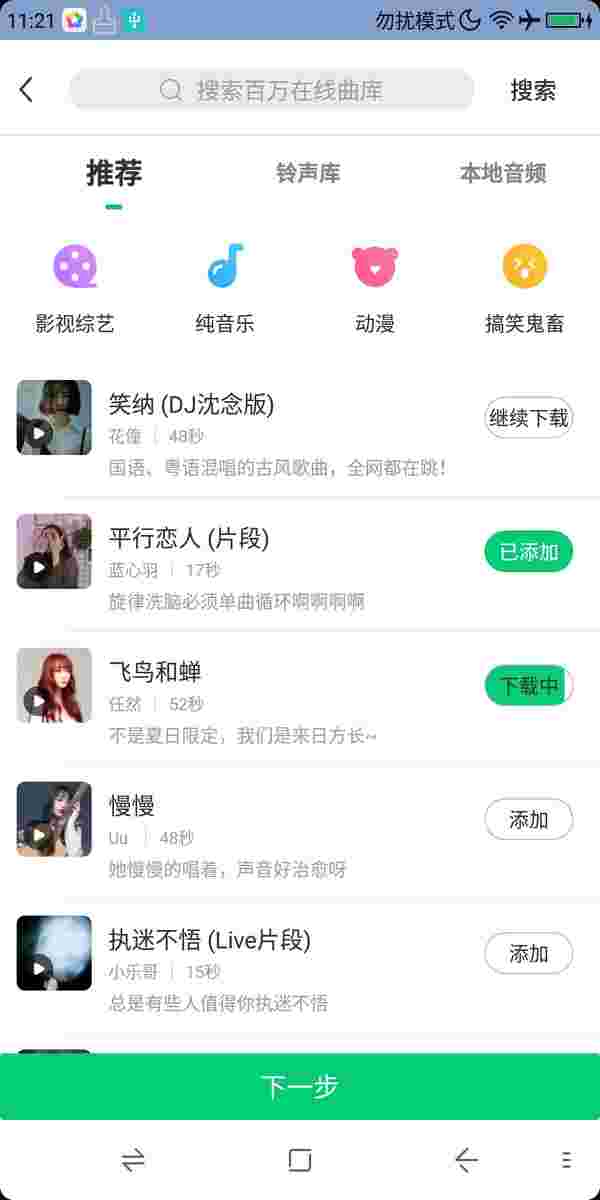 11:21 勿扰模式
搜索百万在线曲库 搜索
推荐 铃声库 本地音频
影视综艺 纯音乐 动漫 搞笑鬼畜
笑纳 (DJ沈念版)
花僮 | 48秒
继续下载
国语、粤语混唱的古风歌曲，全网都在跳！
平行恋人 (片段)
蓝心羽 | 17秒
已添加
旋律洗脑必须单曲循环啊啊啊啊
飞鸟和蝉
任然 | 52秒
下载中
不是夏日限定，我们是来日方长~
慢慢
Uu | 48秒
添加
她慢慢的唱着，声音好治愈呀
执迷不悟 (Live片段)
小乐哥 | 15秒
添加
总是有些人值得你执迷不悟
下一步